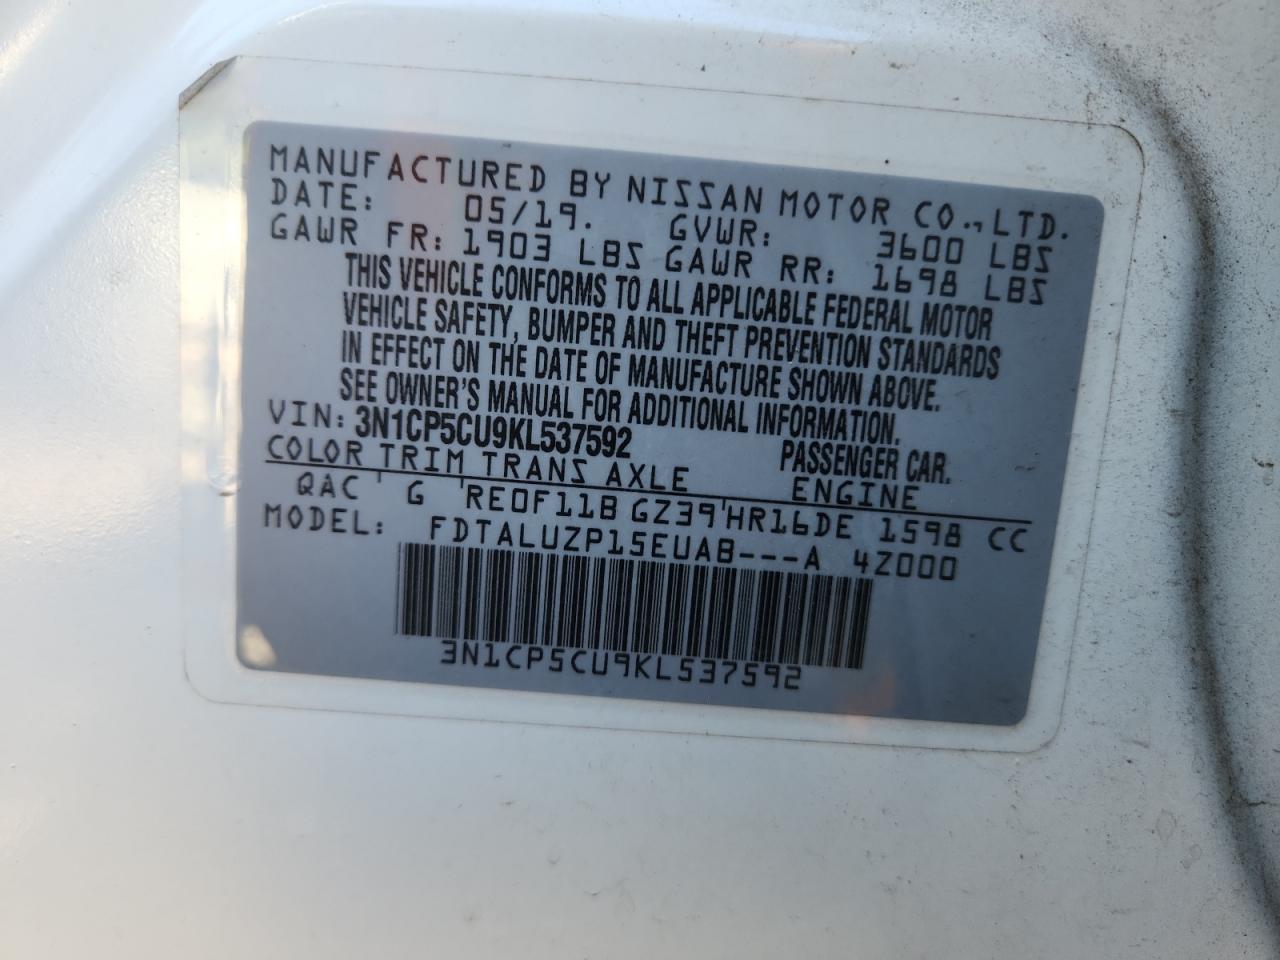 MANUFACTURED BY NISSAN MOTOR CO.,LTD.
DATE: 05/19. GVWR: 3600 LBS
GAWR FR: 1903 LBS GAWR RR: 1698 LBS
THIS VEHICLE CONFORMS TO ALL APPLICABLE FEDERAL MOTOR
VEHICLE SAFETY, BUMPER AND THEFT PREVENTION STANDARDS
IN EFFECT ON THE DATE OF MANUFACTURE SHOWN ABOVE.
SEE OWNER'S MANUAL FOR ADDITIONAL INFORMATION.
VIN: 3N1CP5CU9KL537592 PASSENGER CAR.
COLOR TRIM TRANS AXLE ENGINE
QAC G RE0F11B GZ39 HR16DE 1598 CC
MODEL: FDTALUZP15EUAB---A 4Z000
3N1CP5CU9KL537592